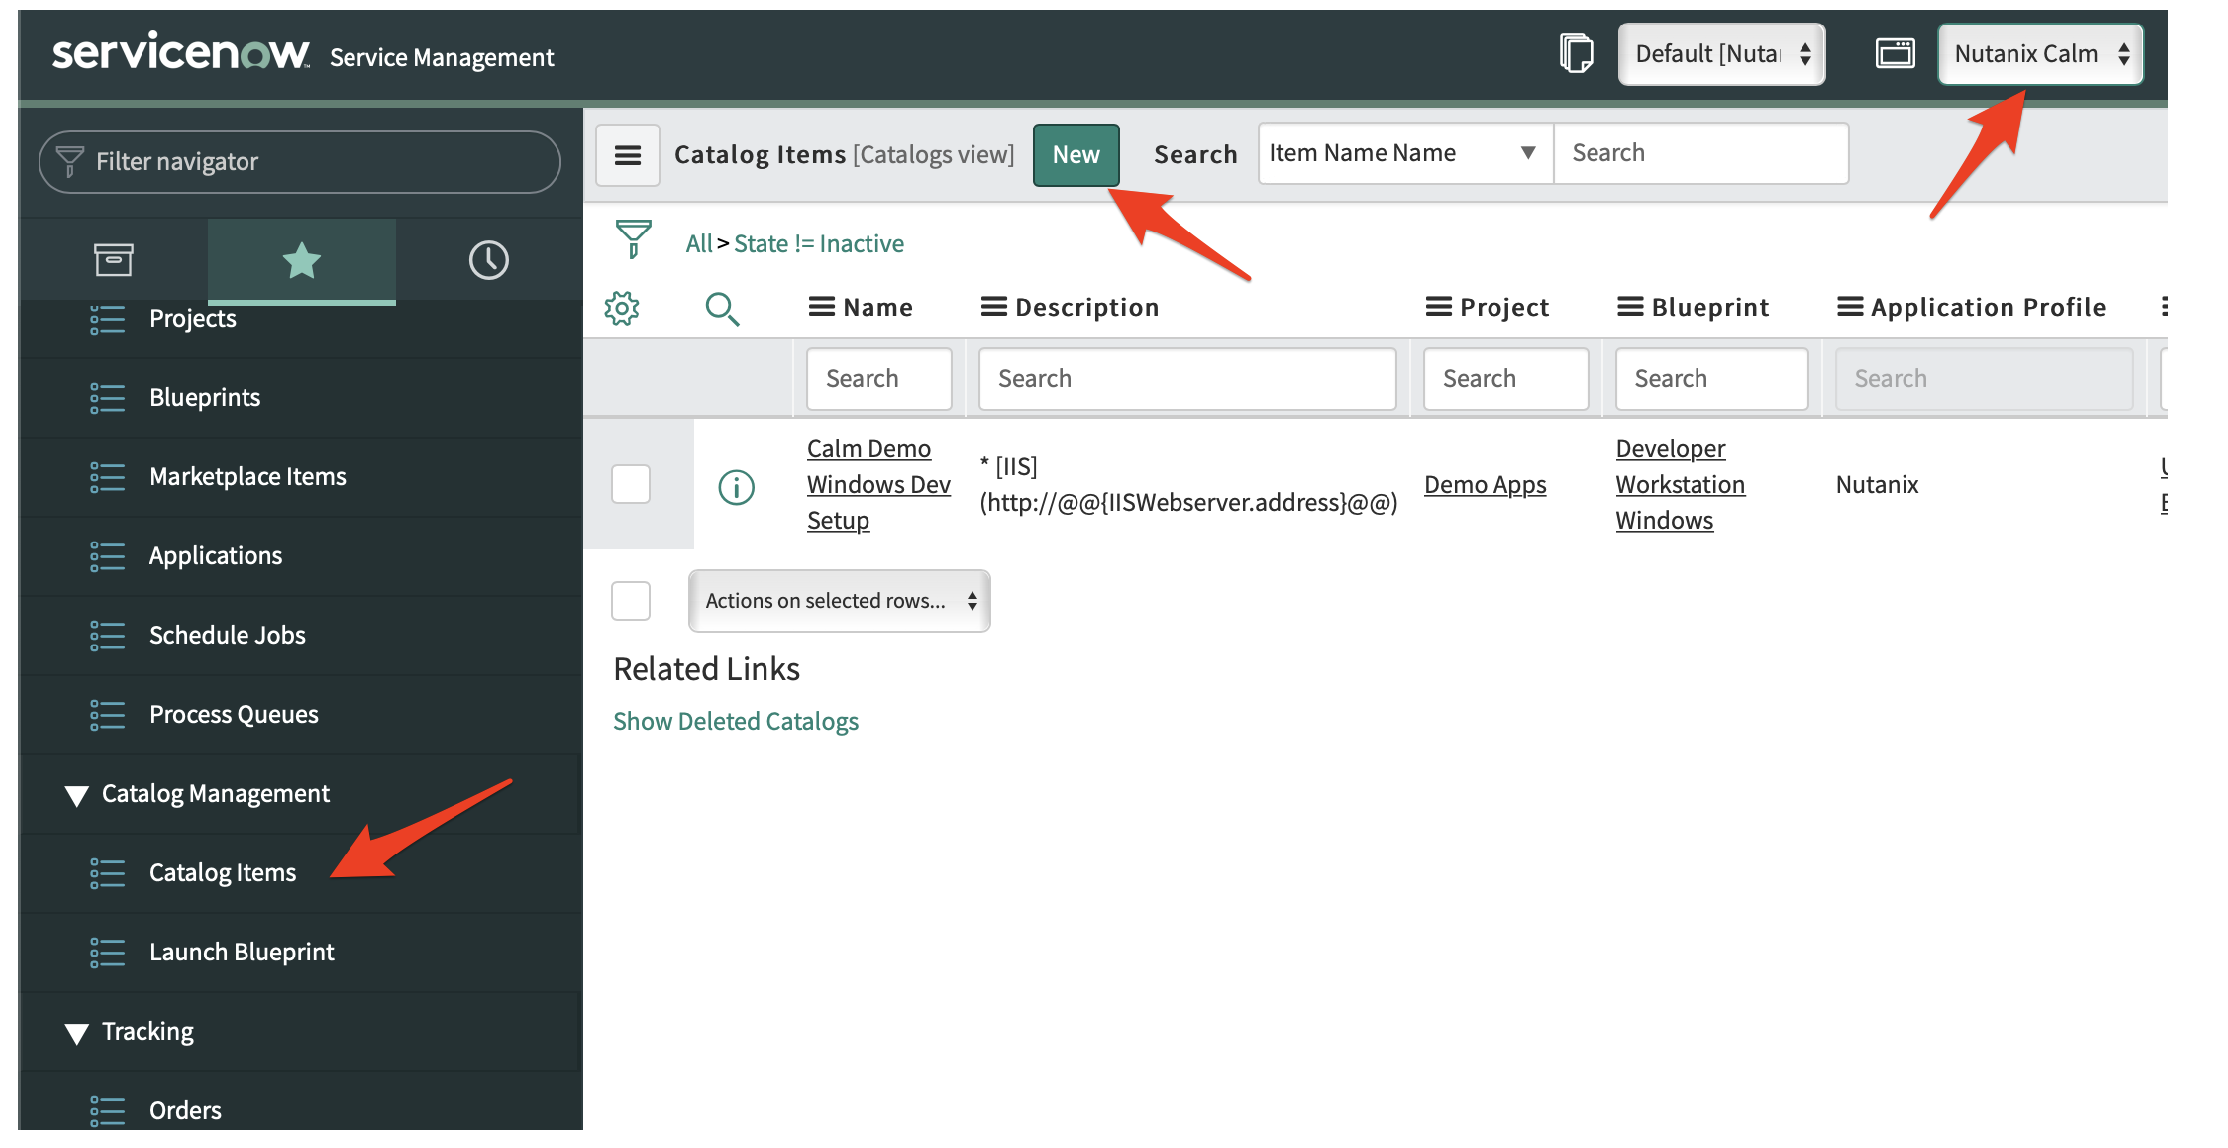 servicenow™ Service Management
Default [Nuta
Nutanix Calm
Filter navigator
Catalog Items [Catalogs view]
New
Search
Item Name Name
Search
All > State != Inactive
Name
Description
Project
Blueprint
Application Profile
Search
Search
Search
Search
Search
Calm Demo
Windows Dev
Setup
* [IIS]
(http://@@{IISWebserver.address}@@)
Demo Apps
Developer
Workstation
Windows
Nutanix
Actions on selected rows...
Related Links
Show Deleted Catalogs
Projects
Blueprints
Marketplace Items
Applications
Schedule Jobs
Process Queues
Catalog Management
Catalog Items
Launch Blueprint
Tracking
Orders